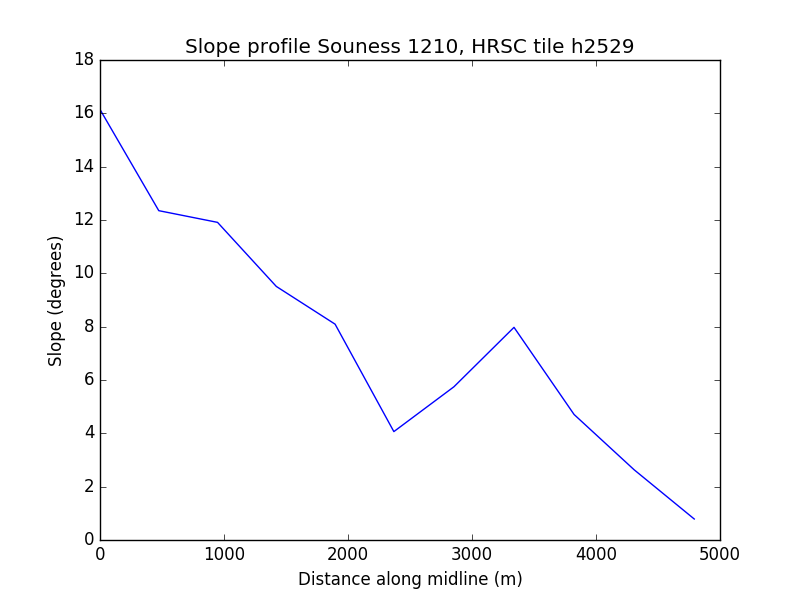 Slope profile Souness 1210, HRSC tile h2529
18
16
14
12
10
8
6
4
2
0
Slope (degrees)
0 1000 2000 3000 4000 5000
Distance along midline (m)